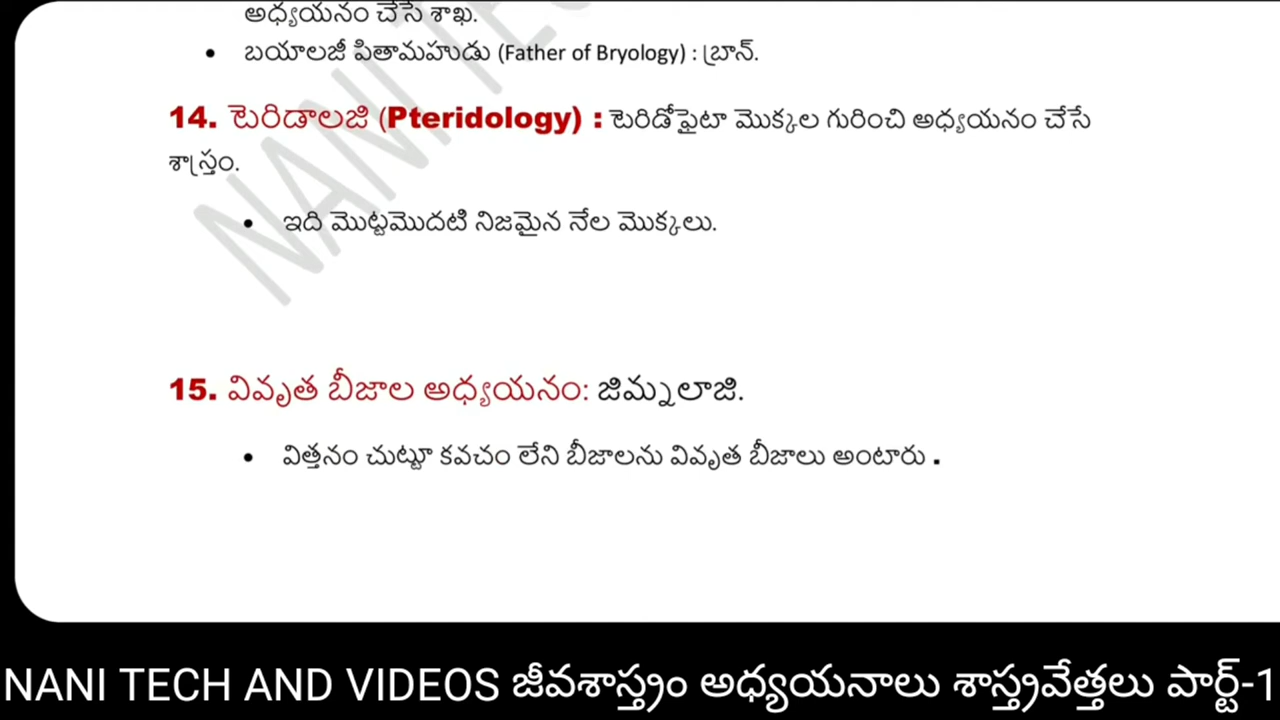 అధ్యయనం చేసే శాఖ.
• బయాలజీ పితామహుడు (Father of Bryology) : బ్రాన్.
14. టెరిడాలజి (Pteridology) : టెరిడోఫైటా మొక్కల గురించి అధ్యయనం చేసే
శాస్త్రం.
• ఇది మొట్టమొదటి నిజమైన నేల మొక్కలు.
15. వివృత బీజాల అధ్యయనం: జిమ్నలాజి.
• విత్తనం చుట్టూ కవచం లేని బీజాలను వివృత బీజాలు అంటారు .
NANI TECH AND VIDEOS జీవశాస్త్రం అధ్యయనాలు శాస్త్రవేత్తలు పార్ట్-1